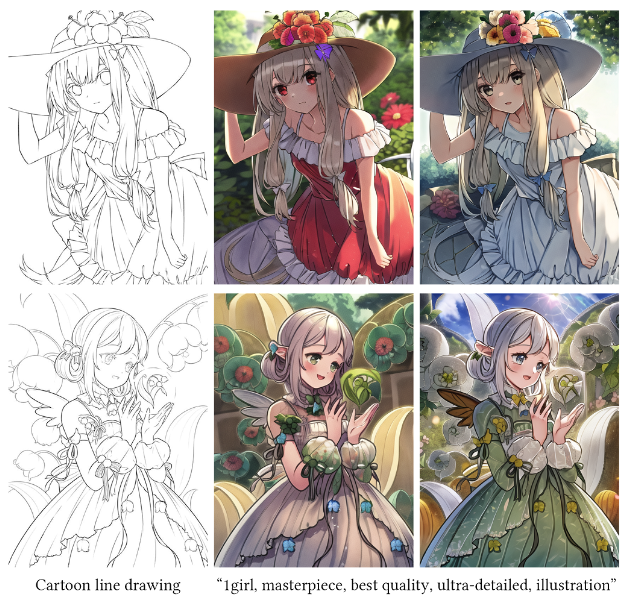 Cartoon line drawing
“1girl, masterpiece, best quality, ultra-detailed, illustration”